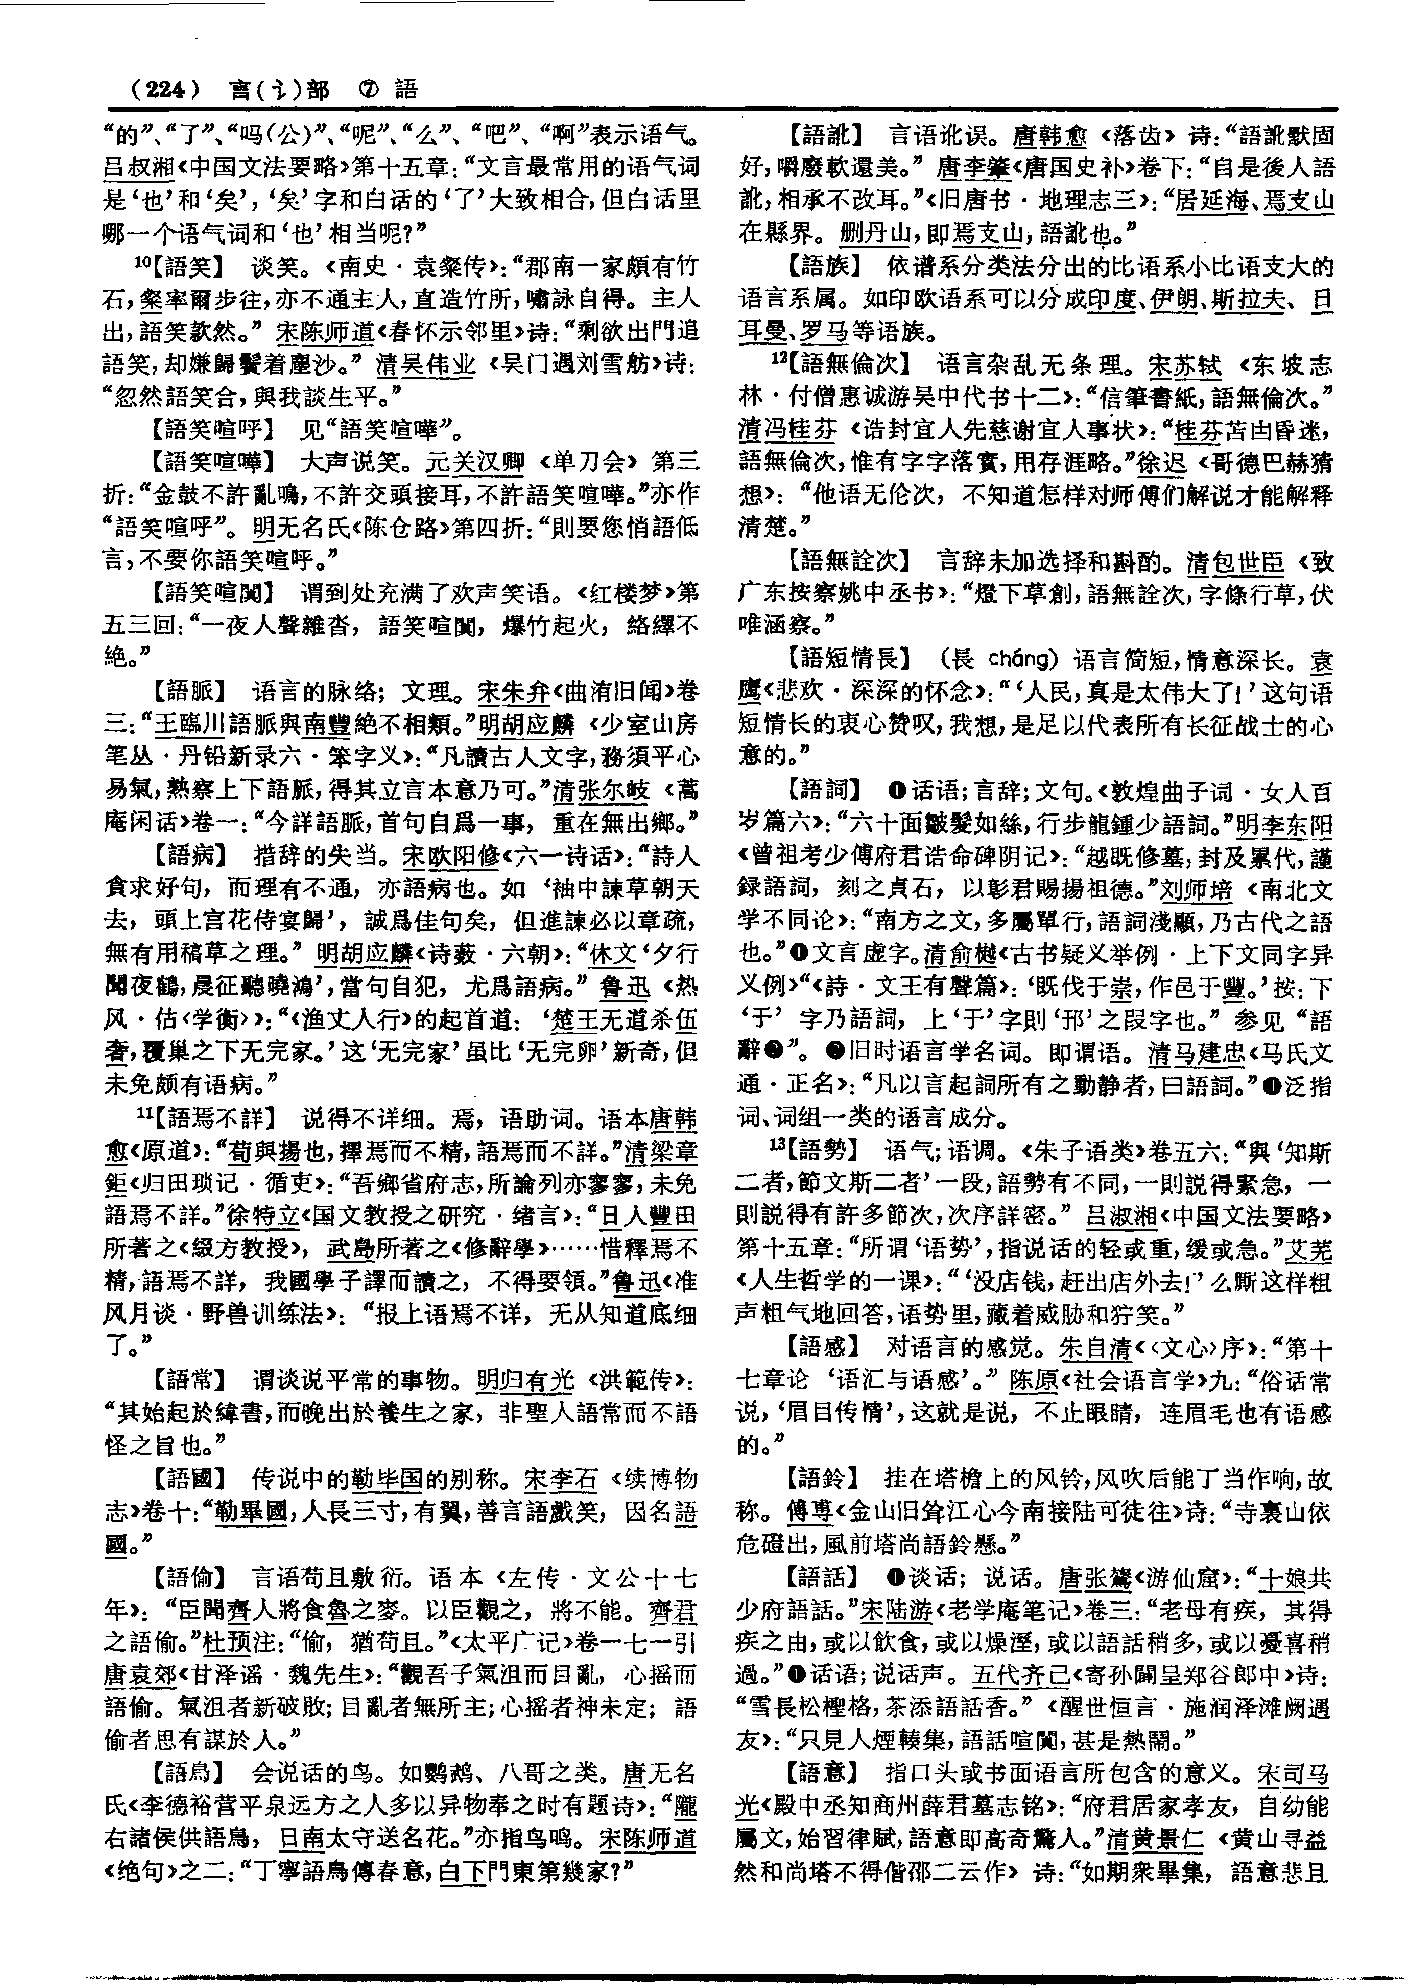 (224) 言(讠)部 ⑦ 語
“的”、“了”、“吗(么)”、“呢”、“么”、“吧”、“啊”表示语气。
吕叔湘《中国文法要略》第十五章：“文言最常用的语气词
是‘也’和‘矣’，‘矣’字和白话的‘了’大致相合，但白话里
哪一个语气词和‘也’相当呢？”
10【語笑】 谈笑。《南史·袁粲传》：“郡南一家頗有竹
石，粲率爾步往，亦不通主人，直造竹所，嘯詠自得。主人
出，語笑款然。” 宋陈师道《春怀示邻里》诗：“剩欲出門追
語笑，却嫌歸鬢着塵沙。” 清吴伟业《吴门遇刘雪舫》诗：
“忽然語笑合，與我談生平。”
【語笑喧呼】 见“語笑喧嘩”。
【語笑喧嘩】 大声说笑。元关汉卿《单刀会》第三
折：“金鼓不許亂鳴，不許交頭接耳，不許語笑喧嘩。”亦作
“語笑喧呼”。明无名氏《陈仓路》第四折：“則要您悄語低
言，不要你語笑喧呼。”
【語笑喧闐】 谓到处充满了欢声笑语。《红楼梦》第
五三回：“一夜人聲雜沓，語笑喧闐，爆竹起火，絡繹不
絶。”
【語脈】 语言的脉络；文理。宋朱弁《曲洧旧闻》卷
三：“王臨川語脈與南豐絶不相類。”明胡应麟《少室山房
笔丛·丹铅新录六·笨字义》：“凡讀古人文字，務須平心
易氣，熟察上下語脈，得其立言本意乃可。”清张尔岐《蒿
庵闲话》卷一：“今詳語脈，首句自爲一事，重在無出鄉。”
【語病】 措辞的失当。宋欧阳修《六一诗话》：“詩人
貪求好句，而理有不通，亦語病也。如‘袖中諫草朝天
去，頭上宫花侍宴歸’，誠爲佳句矣，但進諫必以章疏，
無有用稿草之理。” 明胡应麟《诗薮·六朝》：“休文‘夕行
聞夜鶴，晨征聽曉鴻’，當句自犯，尤爲語病。” 鲁迅《热
风·估〈学衡〉》：“《渔丈人行》的起首道：‘楚王无道杀伍
奢，覆巢之下无完家。’这‘无完家’虽比‘无完卵’新奇，但
未免颇有语病。”
11【語焉不詳】 说得不详细。焉，语助词。语本唐韩
愈《原道》：“荀與揚也，擇焉而不精，語焉而不詳。”清梁章
鉅《归田琐记·循吏》：“吾鄉省府志，所論列亦寥寥，未免
語焉不詳。”徐特立《国文教授之研究·绪言》：“日人豐田
所著之《綴方教授》，武島所著之《修辭學》……惜釋焉不
精，語焉不詳，我國學子譯而讀之，不得要領。”鲁迅《准
风月谈·野兽训练法》：“报上语焉不详，无从知道底细
了。”
【語常】 谓谈说平常的事物。明归有光《洪範传》：
“其始起於緯書，而晚出於養生之家，非聖人語常而不語
怪之旨也。”
【語國】 传说中的勒毕国的别称。宋李石《续博物
志》卷十：“勒畢國，人長三寸，有翼，善言語戲笑，因名語
國。”
【語偷】 言语苟且敷衍。语本《左传·文公十七
年》：“臣聞齊人將食魯之麥。以臣觀之，將不能。齊君
之語偷。”杜预注：“偷，猶苟且。”《太平广记》卷一七一引
唐袁郊《甘泽谣·魏先生》：“觀吾子氣沮而目亂，心摇而
語偷。氣沮者新破敗；目亂者無所主；心摇者神未定；語
偷者思有謀於人。”
【語鳥】 会说话的鸟。如鹦鹉、八哥之类。唐无名
氏《李德裕营平泉远方之人多以异物奉之时有题诗》：“隴
右諸侯供語鳥，日南太守送名花。”亦指鸟鸣。宋陈师道
《绝句》之二：“丁寧語鳥傳春意，白下門東第幾家？”
【語訛】 言语讹误。唐韩愈《落齿》诗：“語訛默固
好，嚼廢軟還美。” 唐李肇《唐国史补》卷下：“自是後人語
訛，相承不改耳。”《旧唐书·地理志三》：“居延海、焉支山
在縣界。删丹山，即焉支山，語訛也。”
【語族】 依谱系分类法分出的比语系小比语支大的
语言系属。如印欧语系可以分成印度、伊朗、斯拉夫、日
耳曼、罗马等语族。
12【語無倫次】 语言杂乱无条理。宋苏轼《东坡志
林·付僧惠诚游吴中代书十二》：“信筆書紙，語無倫次。”
清冯桂芬《诰封宜人先慈谢宜人事状》：“桂芬苫凷昏迷，
語無倫次，惟有字字落實，用存涯略。”徐迟《哥德巴赫猜
想》：“他语无伦次，不知道怎样对师傅们解说才能解释
清楚。”
【語無詮次】 言辞未加选择和斟酌。清包世臣《致
广东按察姚中丞书》：“燈下草創，語無詮次，字條行草，伏
唯涵察。”
【語短情長】 （長 cháng）语言简短，情意深长。袁
鹰《悲欢·深深的怀念》：“‘人民，真是太伟大了！’这句语
短情长的衷心赞叹，我想，是足以代表所有长征战士的心
意的。”
【語詞】 ❶话语；言辞；文句。《敦煌曲子词·女人百
岁篇六》：“六十面皺髮如絲，行步龍鍾少語詞。”明李东阳
《曾祖考少傅府君诰命碑阴记》：“越既修墓，封及累代，謹
録語詞，刻之貞石，以彰君賜揚祖德。”刘师培《南北文
学不同论》：“南方之文，多屬單行，語詞淺顯，乃古代之語
也。”❷文言虚字。清俞樾《古书疑义举例·上下文同字异
义例》“《詩·文王有聲篇》：‘既伐于崇，作邑于豐。’按：下
‘于’字乃語詞，上‘于’字則‘邘’之叚字也。” 参见“語
辭❷”。❸旧时语言学名词。即谓语。清马建忠《马氏文
通·正名》：“凡以言起詞所有之動静者，曰語詞。”❹泛指
词、词组一类的语言成分。
13【語勢】 语气；语调。《朱子语类》卷五六：“與‘知斯
二者，節文斯二者’一段，語勢有不同，一則説得緊急，一
則説得有許多節次，次序詳密。” 吕淑湘《中国文法要略》
第十五章：“所谓‘语势’，指说话的轻或重，缓或急。”艾芜
《人生哲学的一课》：“‘没店钱，赶出店外去！’么厮这样粗
声粗气地回答，语势里，藏着威胁和狞笑。”
【語感】 对语言的感觉。朱自清《〈文心〉序》：“第十
七章论‘语汇与语感’。” 陈原《社会语言学》九：“俗话常
说，‘眉目传情’，这就是说，不止眼睛，连眉毛也有语感
的。”
【語鈴】 挂在塔檐上的风铃，风吹后能丁当作响，故
称。傅尃《金山旧耸江心今南接陆可徒往》诗：“寺裏山依
危磴出，風前塔尚語鈴懸。”
【語話】 ❶谈话；说话。唐张鷟《游仙窟》：“十娘共
少府語話。”宋陆游《老学庵笔记》卷三：“老母有疾，其得
疾之由，或以飲食，或以燥溼，或以語話稍多，或以憂喜稍
過。”❷话语；说话声。五代齐己《寄孙闢呈郑谷郎中》诗：
“雪長松檉格，茶添語話香。”《醒世恒言·施润泽滩阙遇
友》：“只見人煙輳集，語話喧闐，甚是熱鬧。”
【語意】 指口头或书面语言所包含的意义。宋司马
光《殿中丞知商州薛君墓志铭》：“府君居家孝友，自幼能
屬文，始習律賦，語意即高奇驚人。”清黄景仁《黄山寻益
然和尚塔不得偕邵二云作》诗：“如期衆畢集，語意悲且